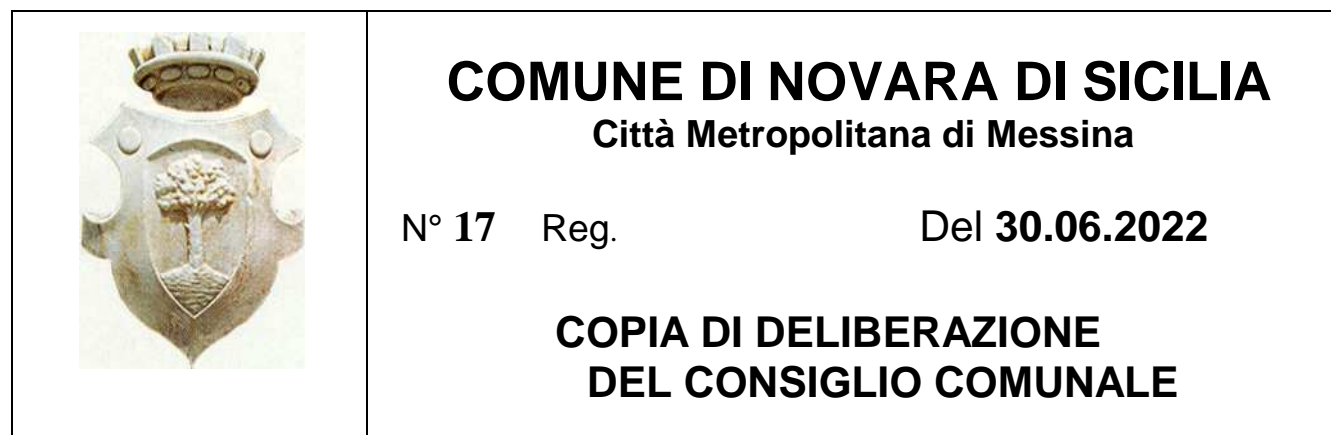 COMUNE DI NOVARA DI SICILIA
Città Metropolitana di Messina
N° 17 Reg. Del 30.06.2022
COPIA DI DELIBERAZIONE
DEL CONSIGLIO COMUNALE